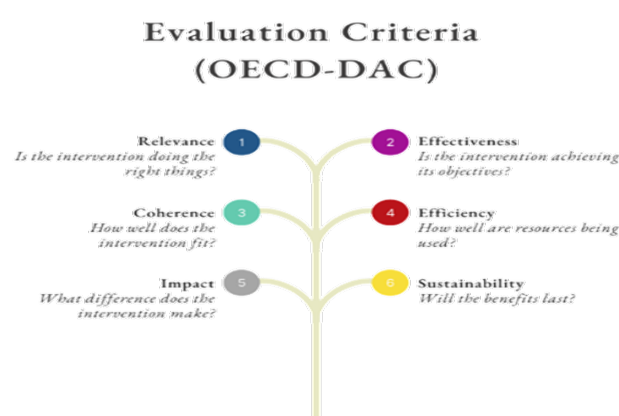 Evaluation Criteria
(OECD-DAC)
1
Relevance
Is the intervention doing the
right things?
2
Effectiveness
Is the intervention achieving
its objectives?
3
Coherence
How well does the
intervention fit?
4
Efficiency
How well are resources being
used?
5
Impact
What difference does the
intervention make?
6
Sustainability
Will the benefits last?